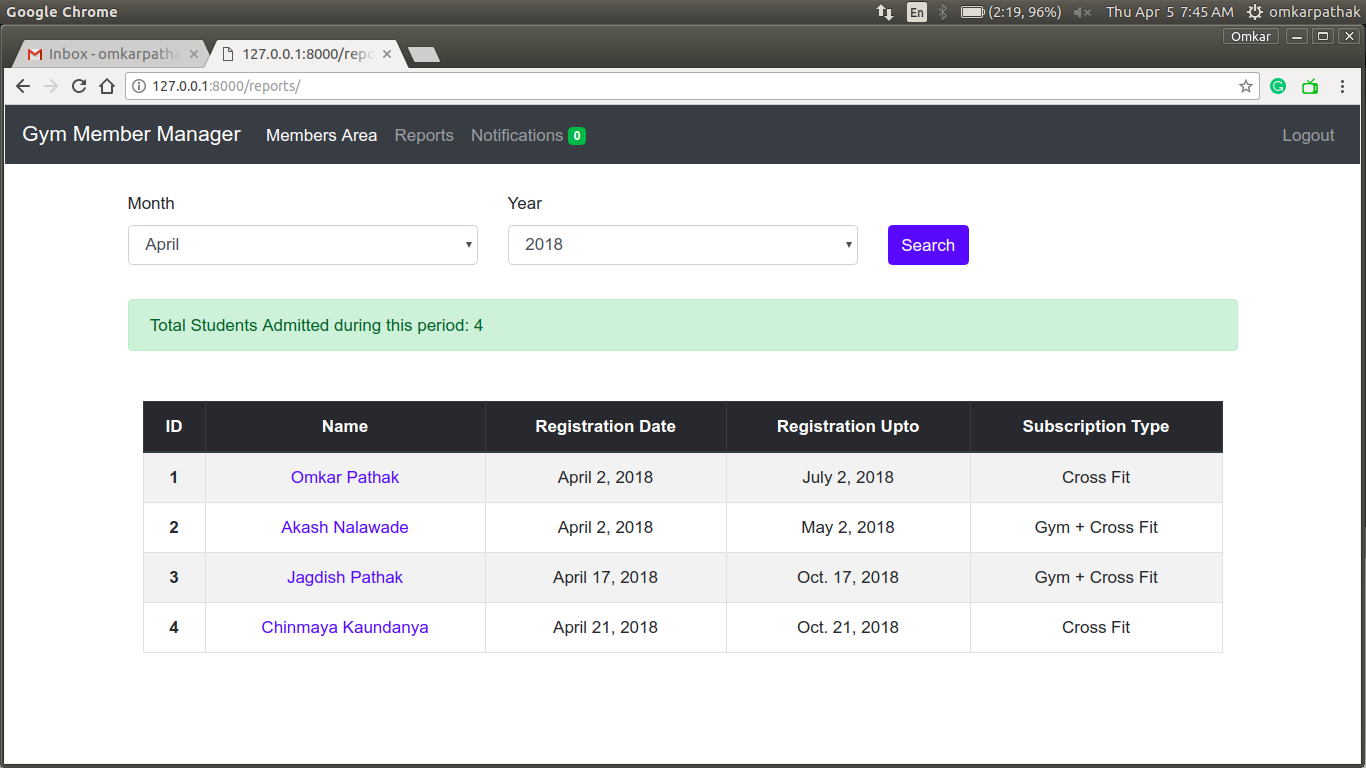 Google Chrome En (2:19, 96%) Thu Apr 5 7:45 AM omkarpathak
Omkar
Inbox - omkarpatha 127.0.0.1:8000/repo
127.0.0.1:8000/reports/
Gym Member Manager Members Area Reports Notifications 0 Logout
Month Year
April 2018 Search
Total Students Admitted during this period: 4
ID Name Registration Date Registration Upto Subscription Type
1 Omkar Pathak April 2, 2018 July 2, 2018 Cross Fit
2 Akash Nalawade April 2, 2018 May 2, 2018 Gym + Cross Fit
3 Jagdish Pathak April 17, 2018 Oct. 17, 2018 Gym + Cross Fit
4 Chinmaya Kaundanya April 21, 2018 Oct. 21, 2018 Cross Fit